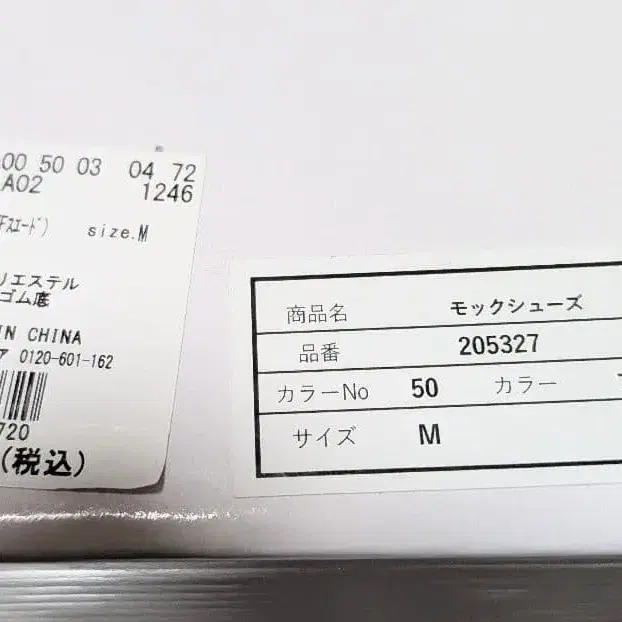 00 50 03 04 72
A02 1246
ｽｴｰﾄﾞ) size.M
リエステル
ゴム底
IN CHINA
ア 0120-601-162
720
(税込)
商品名 モックシューズ
品番 205327
カラーNo 50 カラー
サイズ M